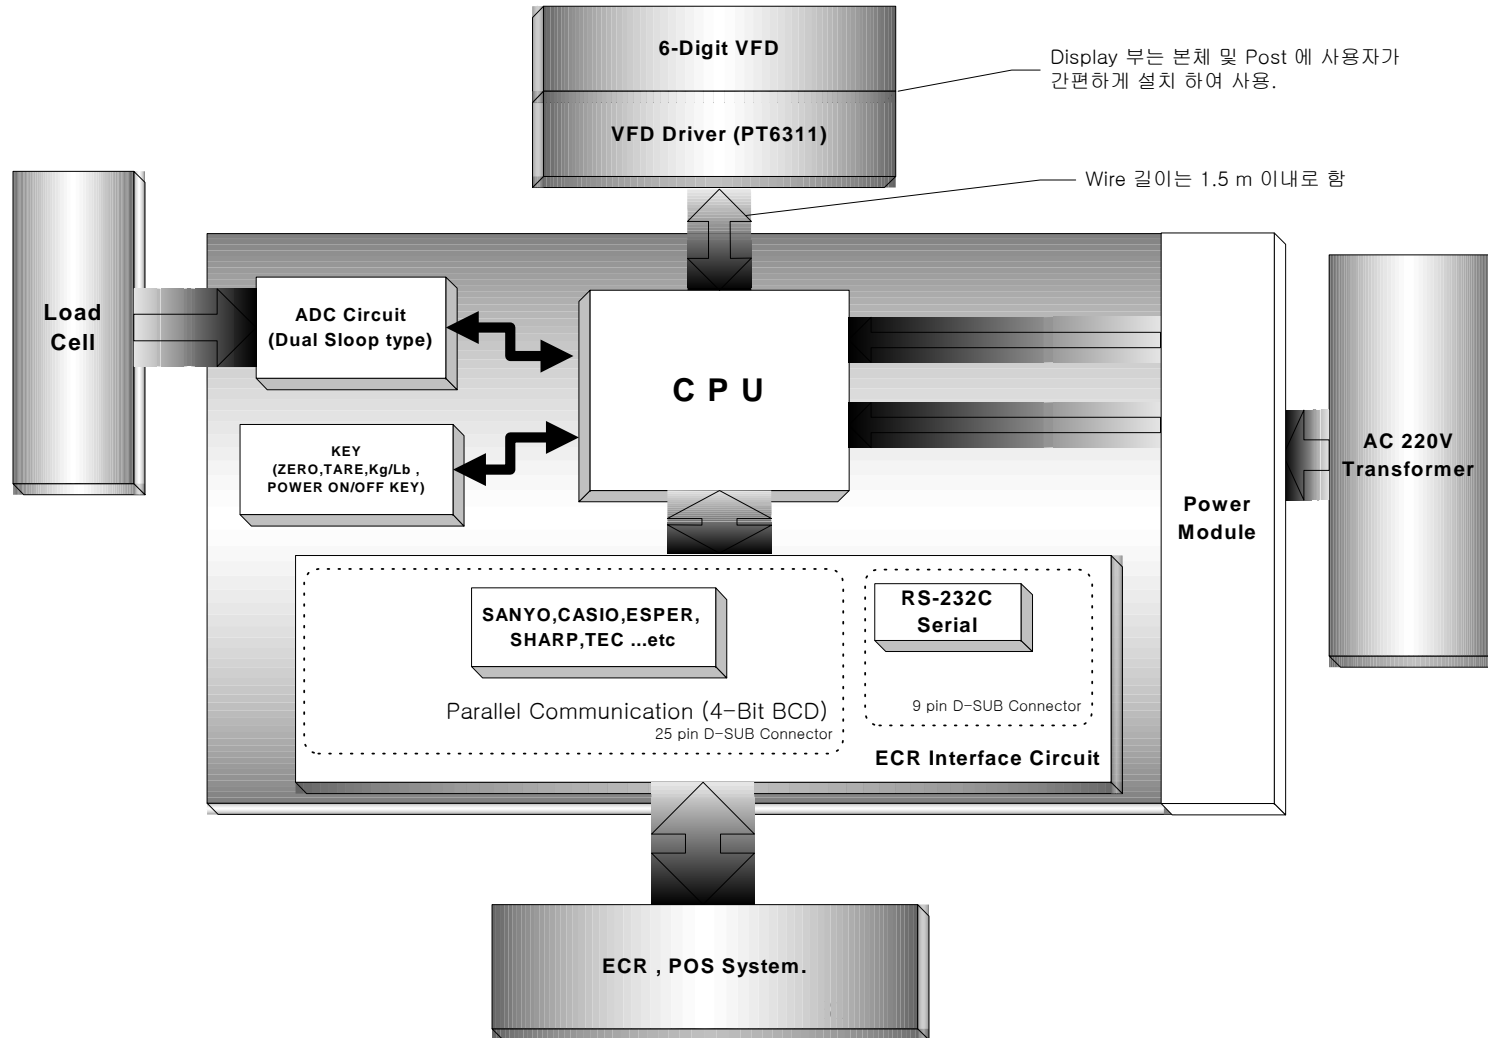 6-Digit VFD
VFD Driver (PT6311)
Display 부는 본체 및 Post 에 사용자가
간편하게 설치 하여 사용.
Wire 길이는 1.5 m 이내로 함
Load
Cell
ADC Circuit
(Dual Sloop type)
C P U
KEY
(ZERO,TARE,Kg/Lb ,
POWER ON/OFF KEY)
AC 220V
Transformer
Power
Module
SANYO,CASIO,ESPER,
SHARP,TEC ...etc
RS-232C
Serial
Parallel Communication (4-Bit BCD)
25 pin D-SUB Connector
9 pin D-SUB Connector
ECR Interface Circuit
ECR , POS System.